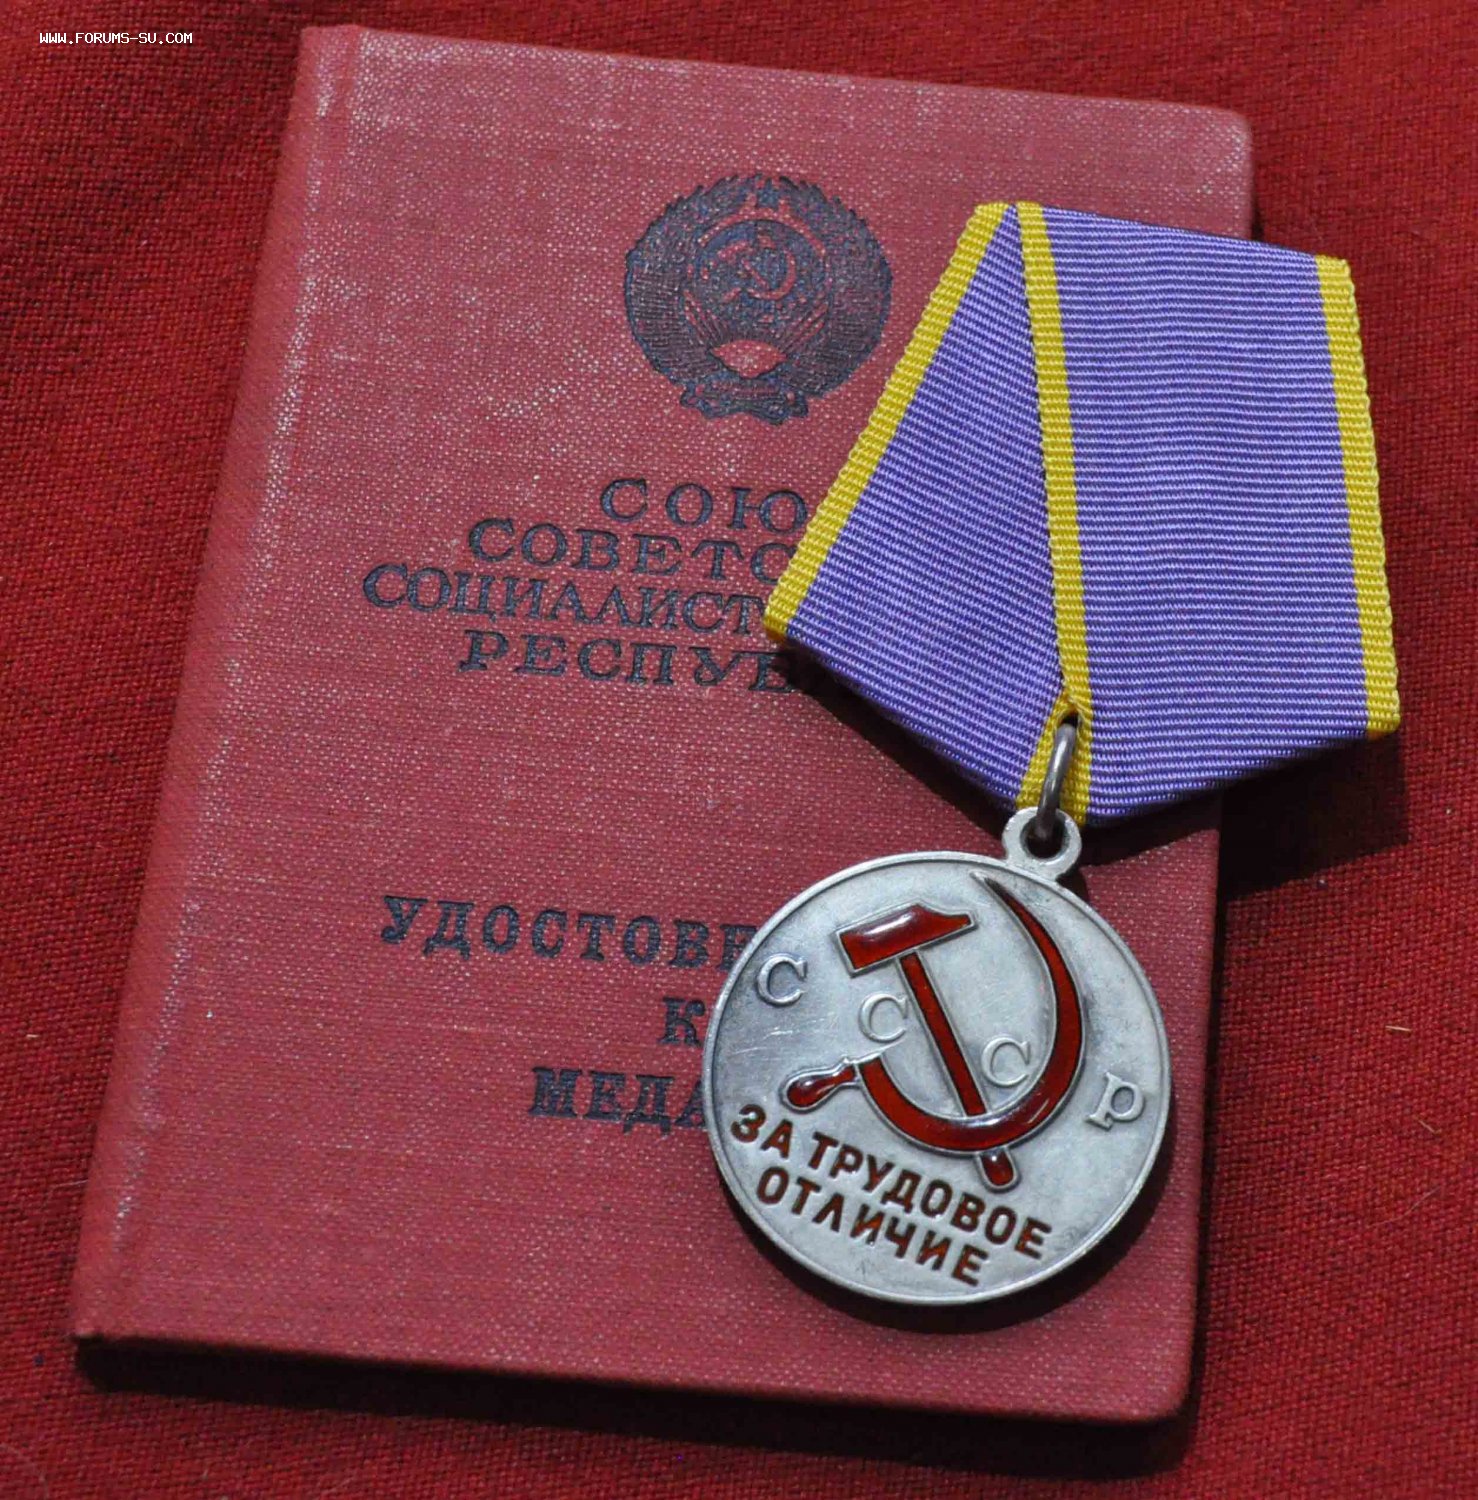 WWW.FORUMS-SU.COM
СОЮ
СОВЕТС
СОЦИАЛИСТ
РЕСПУБ
УДОСТОВЕ
К
МЕДА
С С С Р
ЗА ТРУДОВОЕ
ОТЛИЧИЕ